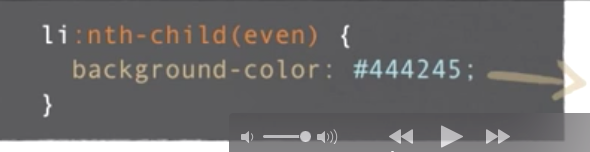 li:nth-child(even) {
background-color: #444245;
}